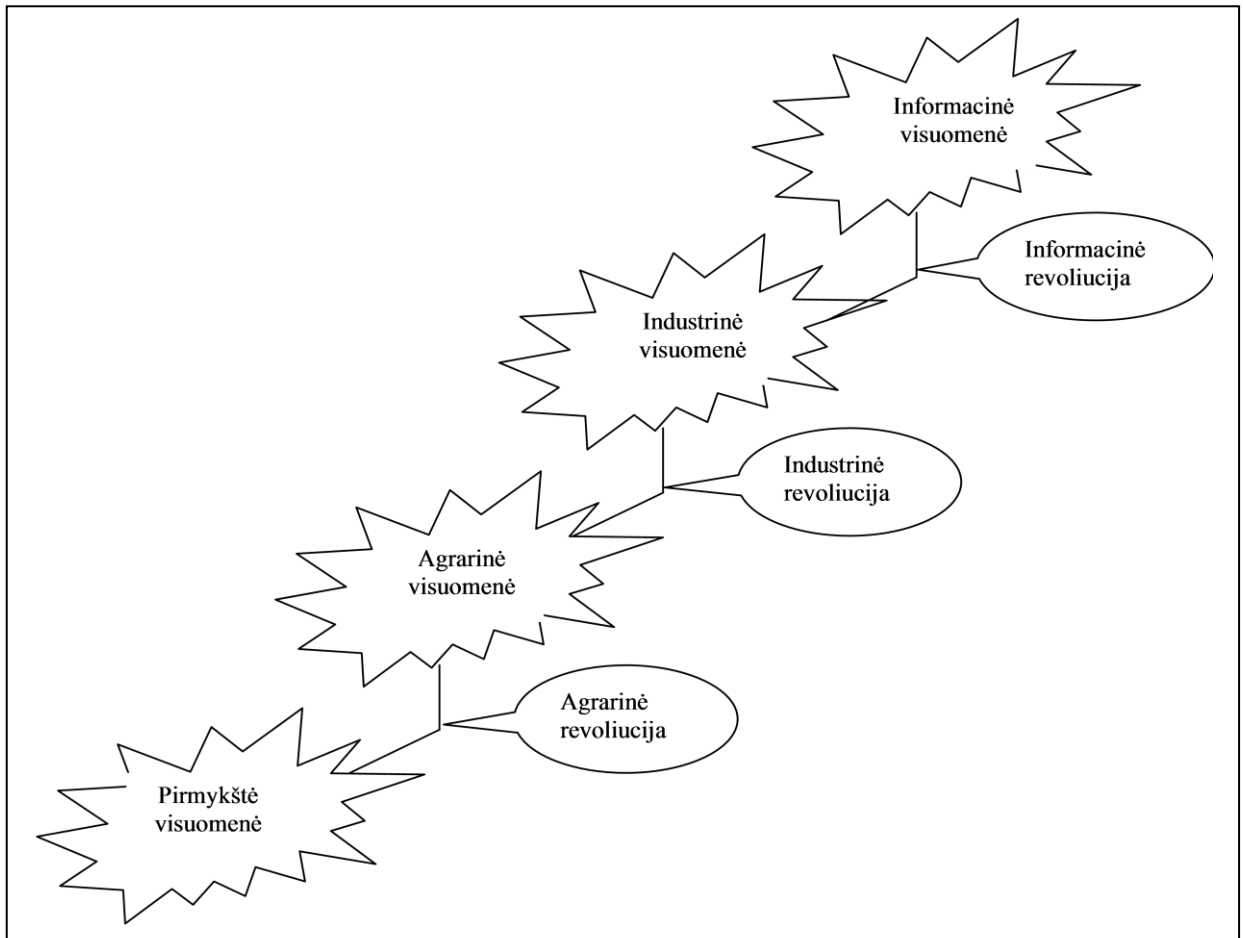 Informacinė
visuomenė
Informacinė
revoliucija
Industrinė
visuomenė
Industrinė
revoliucija
Agrarinė
visuomenė
Agrarinė
revoliucija
Pirmykštė
visuomenė